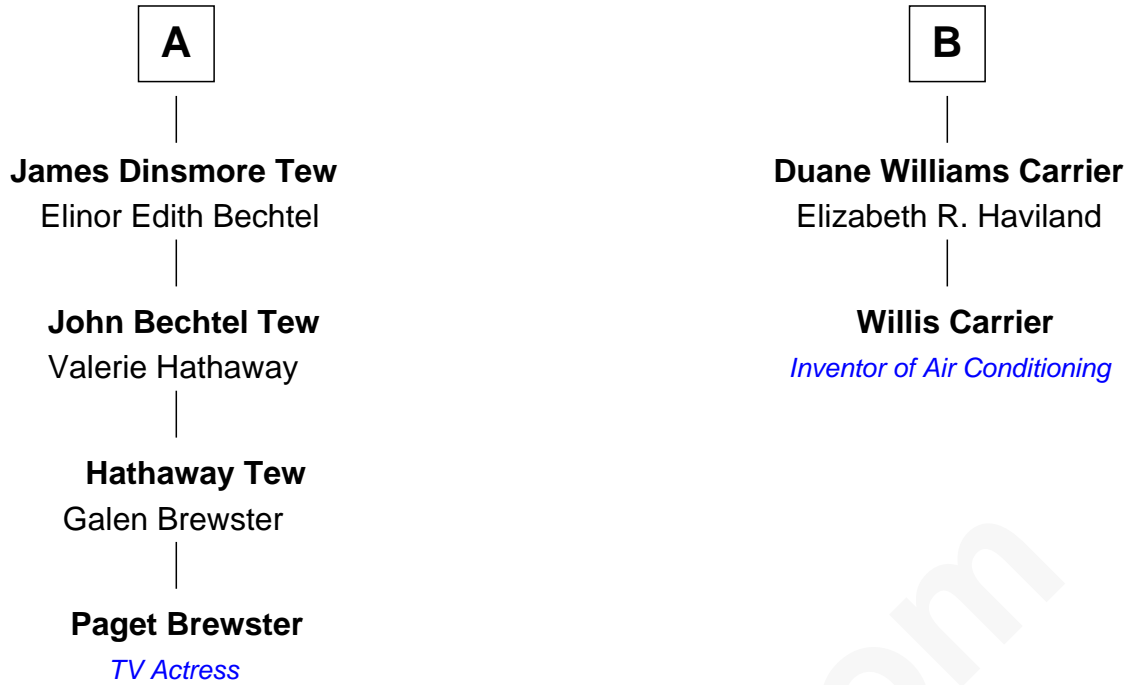 A
James Dinsmore Tew
Elinor Edith Bechtel
John Bechtel Tew
Valerie Hathaway
Hathaway Tew
Galen Brewster
Paget Brewster
TV Actress
B
Duane Williams Carrier
Elizabeth R. Haviland
Willis Carrier
Inventor of Air Conditioning
om